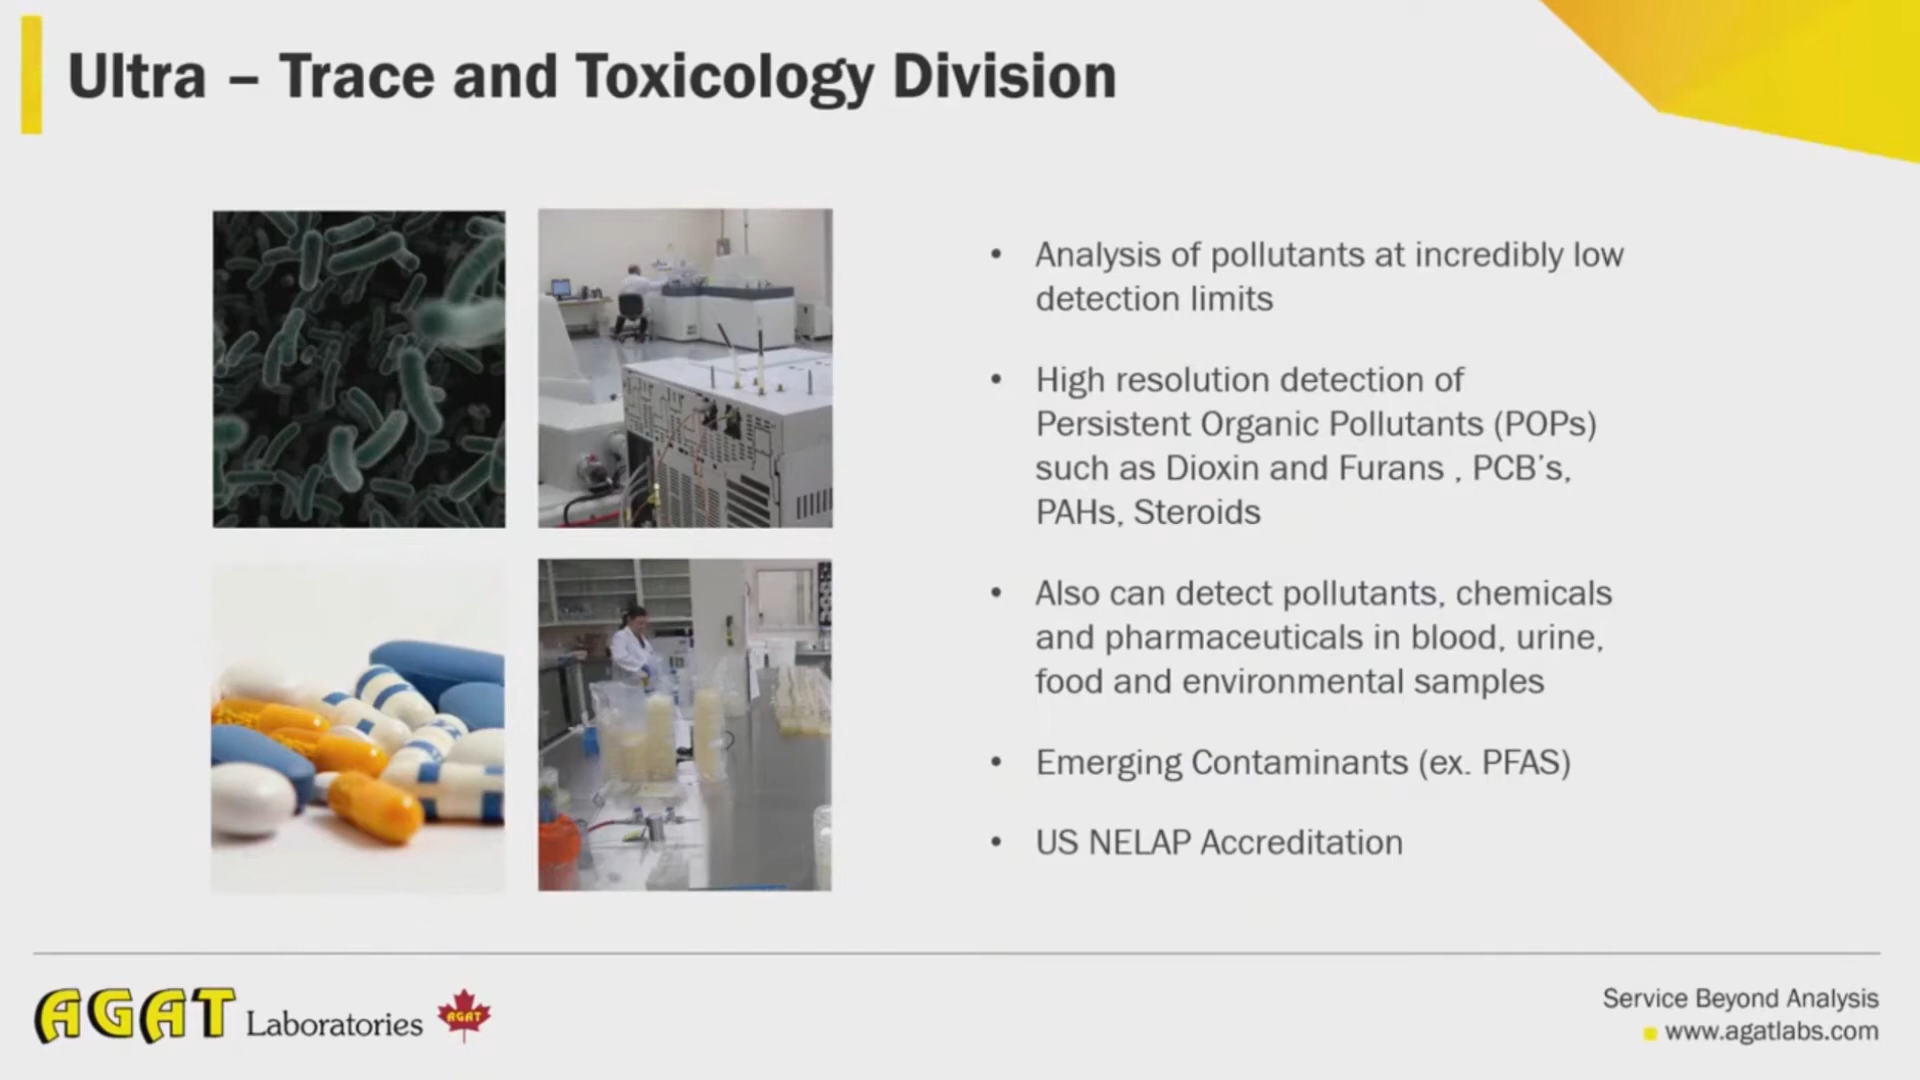 Ultra – Trace and Toxicology Division
• Analysis of pollutants at incredibly low
detection limits
• High resolution detection of
Persistent Organic Pollutants (POPs)
such as Dioxin and Furans , PCB's,
PAHs, Steroids
• Also can detect pollutants, chemicals
and pharmaceuticals in blood, urine,
food and environmental samples
• Emerging Contaminants (ex. PFAS)
• US NELAP Accreditation
AGAT Laboratories AGAT
Service Beyond Analysis
www.agatlabs.com